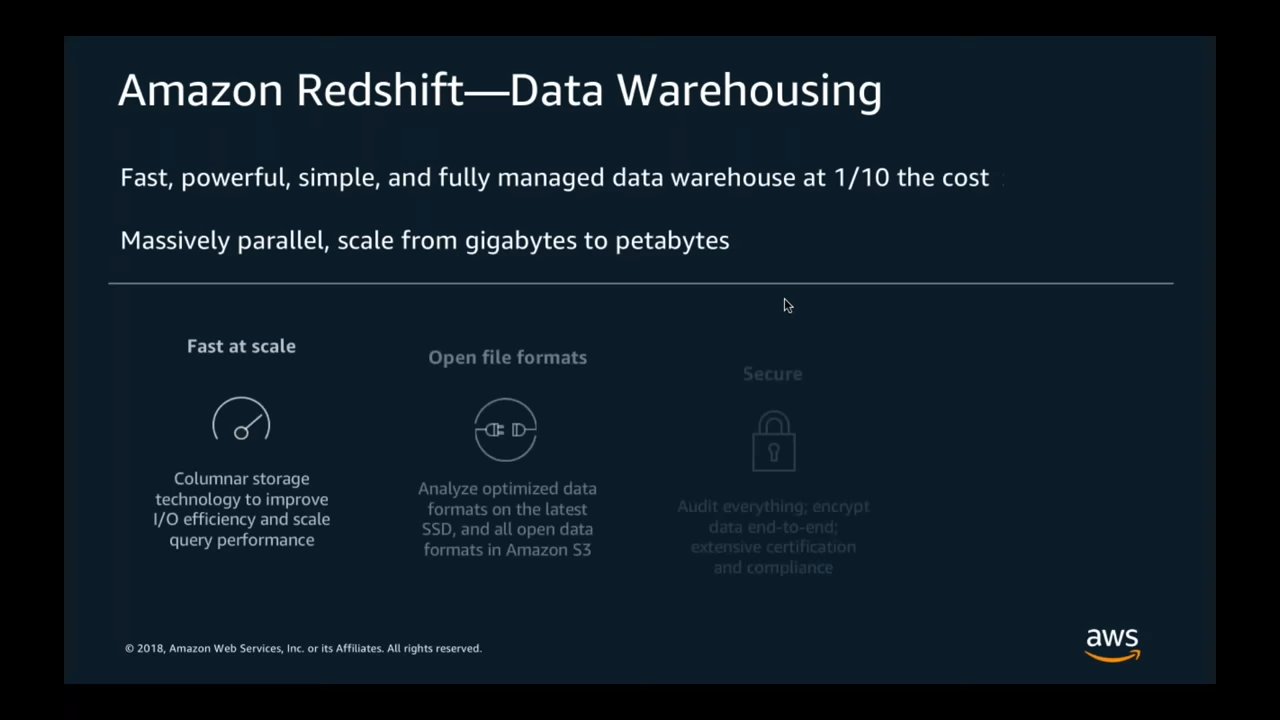 Amazon Redshift—Data Warehousing
Fast, powerful, simple, and fully managed data warehouse at 1/10 the cost
Massively parallel, scale from gigabytes to petabytes
Fast at scale
Columnar storage
technology to improve
I/O efficiency and scale
query performance
Open file formats
Analyze optimized data
formats on the latest
SSD, and all open data
formats in Amazon S3
Secure
Audit everything; encrypt
data end-to-end;
extensive certification
and compliance
© 2018, Amazon Web Services, Inc. or its Affiliates. All rights reserved.
aws